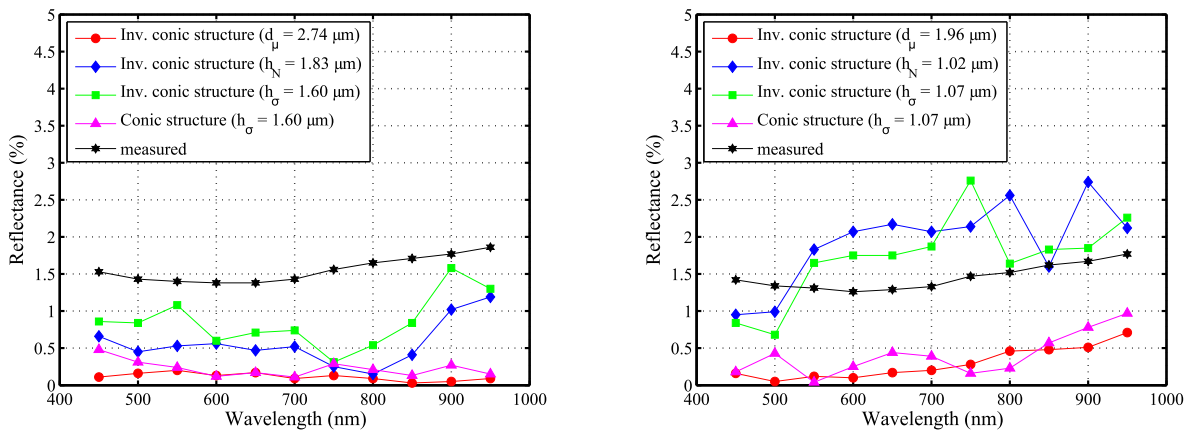 5
4.5
4
3.5
3
2.5
2
1.5
1
0.5
0
Reflectance (%)
Inv. conic structure (dμ = 2.74 μm)
Inv. conic structure (hN = 1.83 μm)
Inv. conic structure (hσ = 1.60 μm)
Conic structure (hσ = 1.60 μm)
measured
400 500 600 700 800 900 1000
Wavelength (nm)
5
4.5
4
3.5
3
2.5
2
1.5
1
0.5
0
Reflectance (%)
Inv. conic structure (dμ = 1.96 μm)
Inv. conic structure (hN = 1.02 μm)
Inv. conic structure (hσ = 1.07 μm)
Conic structure (hσ = 1.07 μm)
measured
400 500 600 700 800 900 1000
Wavelength (nm)